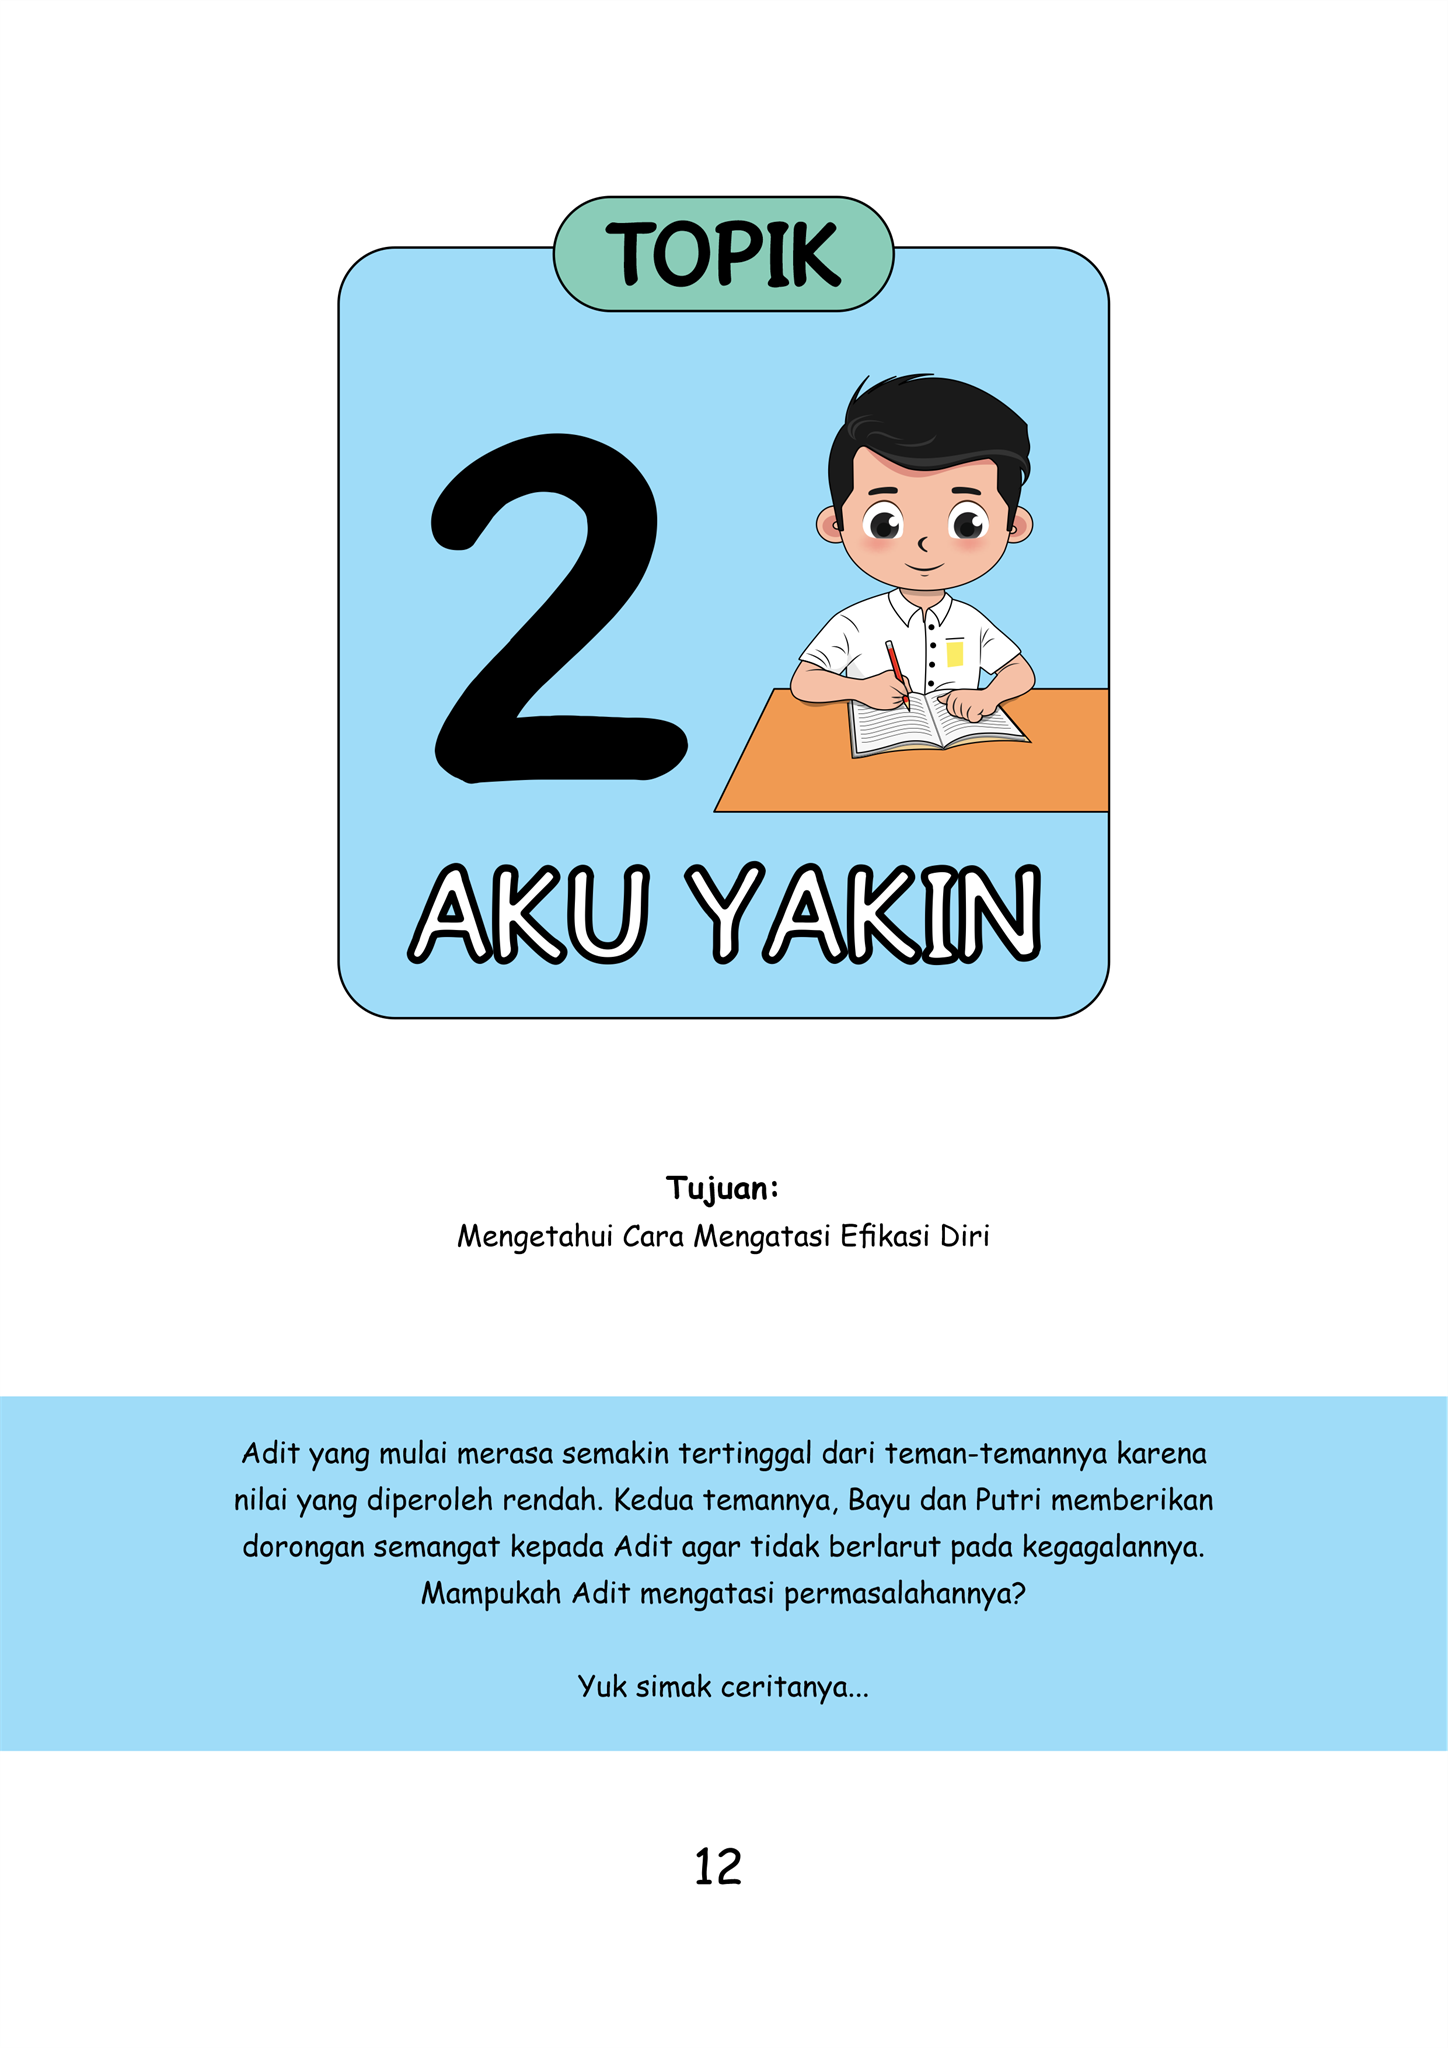 TOPIK
2
AKU YAKIN
Tujuan:
Mengetahui Cara Mengatasi Efikasi Diri
Adit yang mulai merasa semakin tertinggal dari teman-temannya karena
nilai yang diperoleh rendah. Kedua temannya, Bayu dan Putri memberikan
dorongan semangat kepada Adit agar tidak berlarut pada kegagalannya.
Mampukah Adit mengatasi permasalahannya?
Yuk simak ceritanya...
12